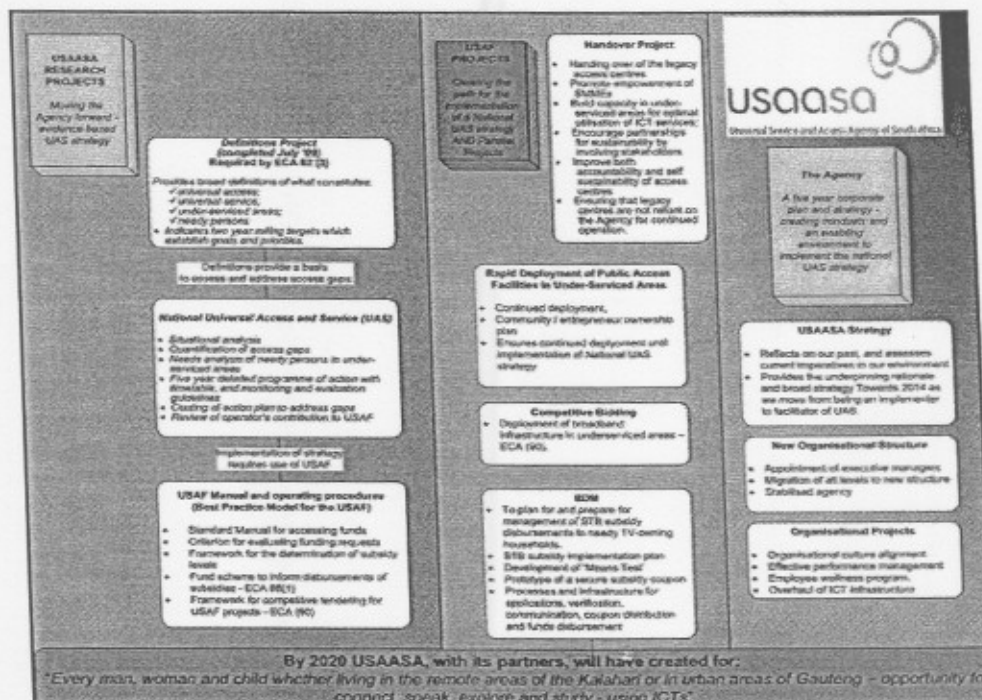 USAASA
RESEARCH
PROJECTS
Moving the
Agency forward -
evidence based
UAS strategy
Definitions Project
(completed July '09)
Required by ECA 82 (3)
Provides broad definitions of what constitutes:
✓universal access;
✓universal service,
✓under-serviced areas;
✓needy persons
• Indicates two year rolling targets which
establish goals and priorities.
Definitions provide a basis
to assess and address access gaps
National Universal Access and Service (UAS)
• Situational analysis
• Quantification of access gaps
• Needs analysis of needy persons in under-
serviced areas
• Five year detailed programme of action with
timetable, and monitoring and evaluation
guidelines
• Costing of action plan to address gaps
• Review of operator's contribution to USAF
Implementation of strategy
requires use of USAF
USAF Manual and operating procedures
(Best Practice Model for the USAF)
• Standard Manual for accessing funds
• Criterion for evaluating funding requests
• Framework for the determination of subsidy
levels
• Fund scheme to inform disbursements of
subsidies – ECA 88(1)
• Framework for competitive tendering for
USAF projects – ECA (90)
USAF
PROJECTS
Clearing the
path for the
implementation
of a National
UAS strategy
AND Partner
Projects
Handover Project
• Handing over of the legacy
access centres
• Promote empowerment of
SMMEs
• Build capacity in under-
serviced areas for optimal
utilisation of ICT services;
• Encourage partnerships
for sustainability by
involving stakeholders
• Improve both
accountability and self
sustainability of access
centres
• Ensuring that legacy
centres are not reliant on
the Agency for continued
operation.
Rapid Deployment of Public Access
Facilities in Under-Serviced Areas
• Continued deployment,
• Community / entrepreneur ownership
plan
• Ensures continued deployment until
implementation of National UAS
strategy
Competitive Bidding
• Deployment of broadband
infrastructure in underserviced areas –
ECA (90).
BDM
• To plan for and prepare for
management of STB subsidy
disbursements to needy TV-owning
households.
• STB subsidy implementation plan
• Development of 'Means Test'
• Prototype of a secure subsidy coupon
• Processes and infrastructure for
applications, verification,
communication, coupon distribution
and funds disbursement
usaasa
Universal Service and Access Agency of South Africa
The Agency
A five year corporate
plan and strategy -
creating mindsets and
an enabling
environment to
implement the national
UAS strategy
USAASA Strategy
• Reflects on our past, and assesses
current imperatives in our environment
• Provides the underpinning rationale
and broad strategy Towards 2014 as
we move from being an implementer
to facilitator of UAS
New Organisational Structure
• Appointment of executive managers
• Migration of all levels to new structure
• Stabilised agency
Organisational Projects
• Organisational culture alignment
• Effective performance management
• Employee wellness program.
• Overhaul of ICT infrastructure
By 2020 USAASA, with its partners, will have created for:
"Every man, woman and child whether living in the remote areas of the Kalahari or in urban areas of Gauteng – opportunity to
connect, speak, explore and study - using ICTs"